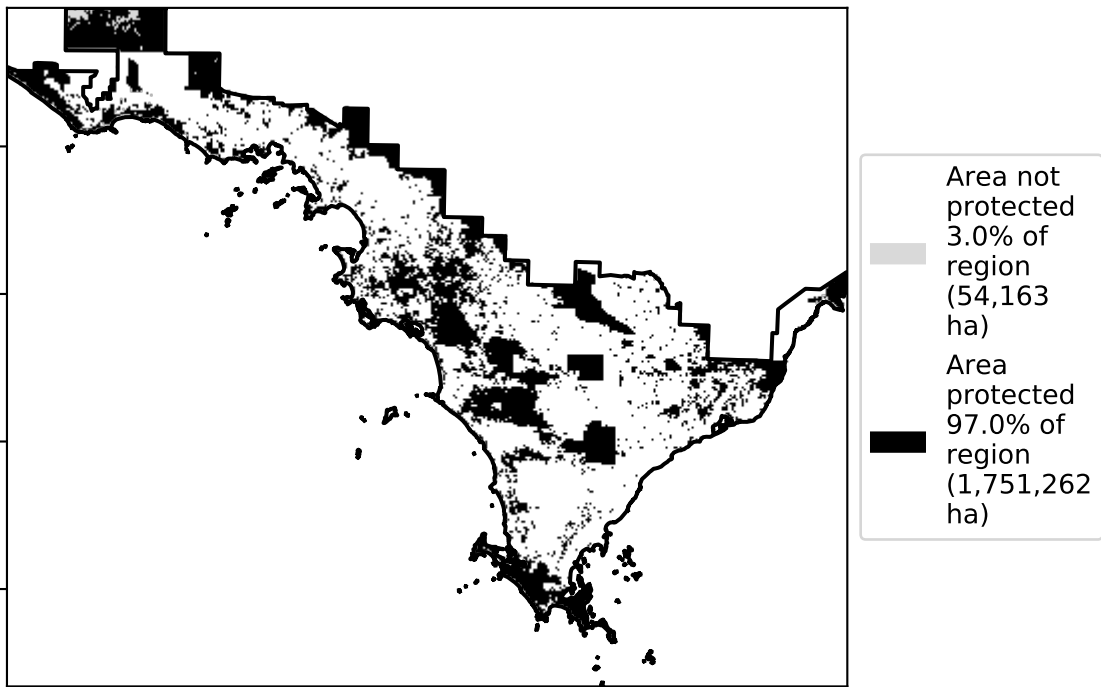 Area not
protected
3.0% of
region
(54,163
ha)
Area
protected
97.0% of
region
(1,751,262
ha)